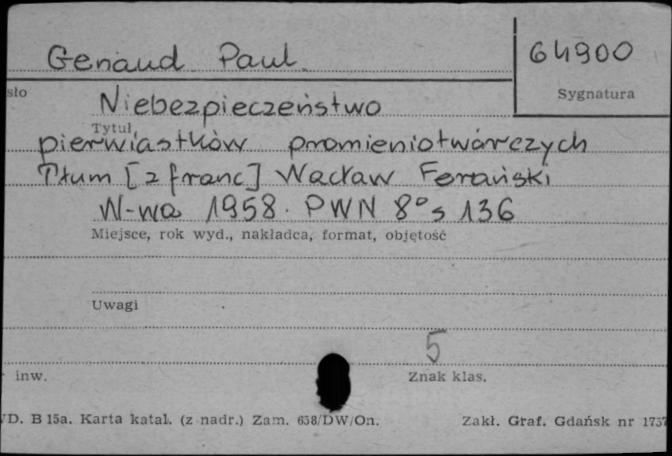 Genaud Paul
64900
sło
Sygnatura
Niebezpieczeństwo
Tytuł
pierwiastków promieniotwórczych
Tłum [z franc] Wacław Ferański
W-wa 1958. PWN 8° s 136
Miejsce, rok wyd., nakładca, format, objętość
Uwagi
5
inw.
Znak klas.
D. B 15a. Karta katal. (z nadr.) Zam. 658/DW/On.
Zakł. Graf. Gdańsk nr 1757